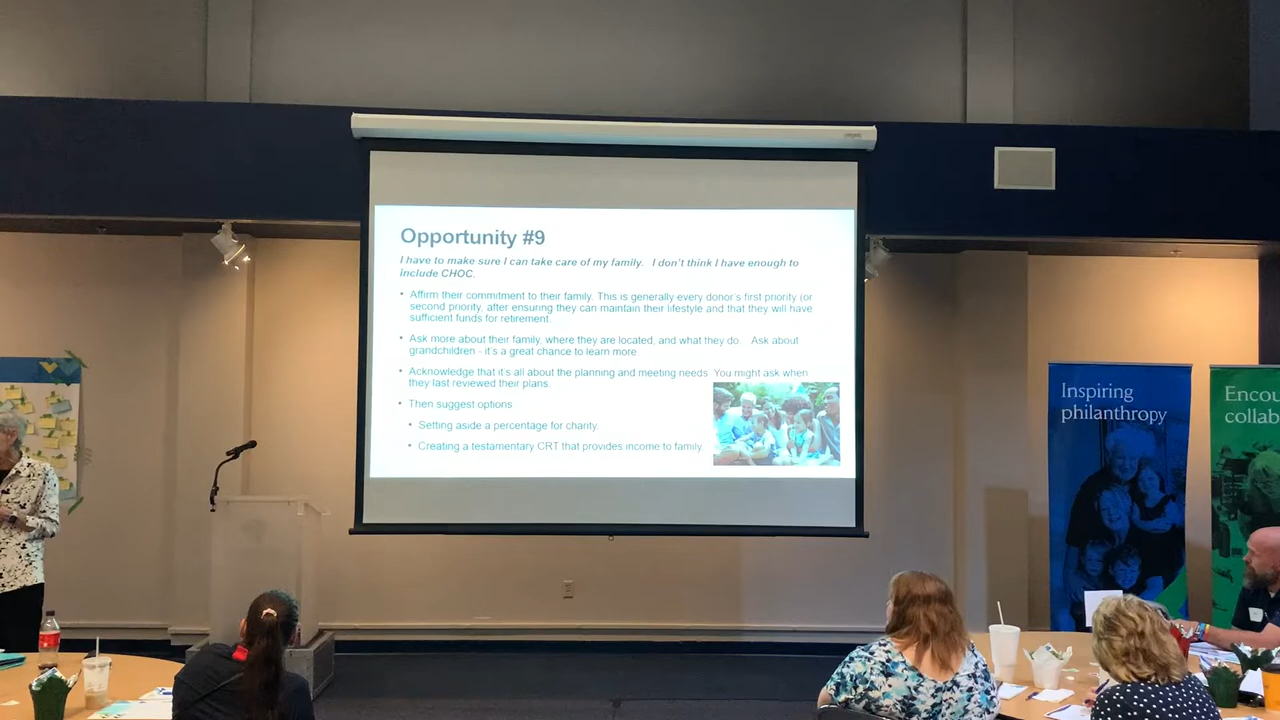 Opportunity #9
I have to make sure I can take care of my family. I don't think I have enough to
include CHOC.
• Affirm their commitment to their family. This is generally every donor's first priority (or
second priority, after ensuring they can maintain their lifestyle and that they will have
sufficient funds for retirement.
• Ask more about their family, where they are located, and what they do. Ask about
grandchildren - it's a great chance to learn more.
• Acknowledge that it's all about the planning and meeting needs. You might ask when
they last reviewed their plans.
• Then suggest options
• Setting aside a percentage for charity.
• Creating a testamentary CRT that provides income to family.
Inspiring
philanthropy
Encou
collab